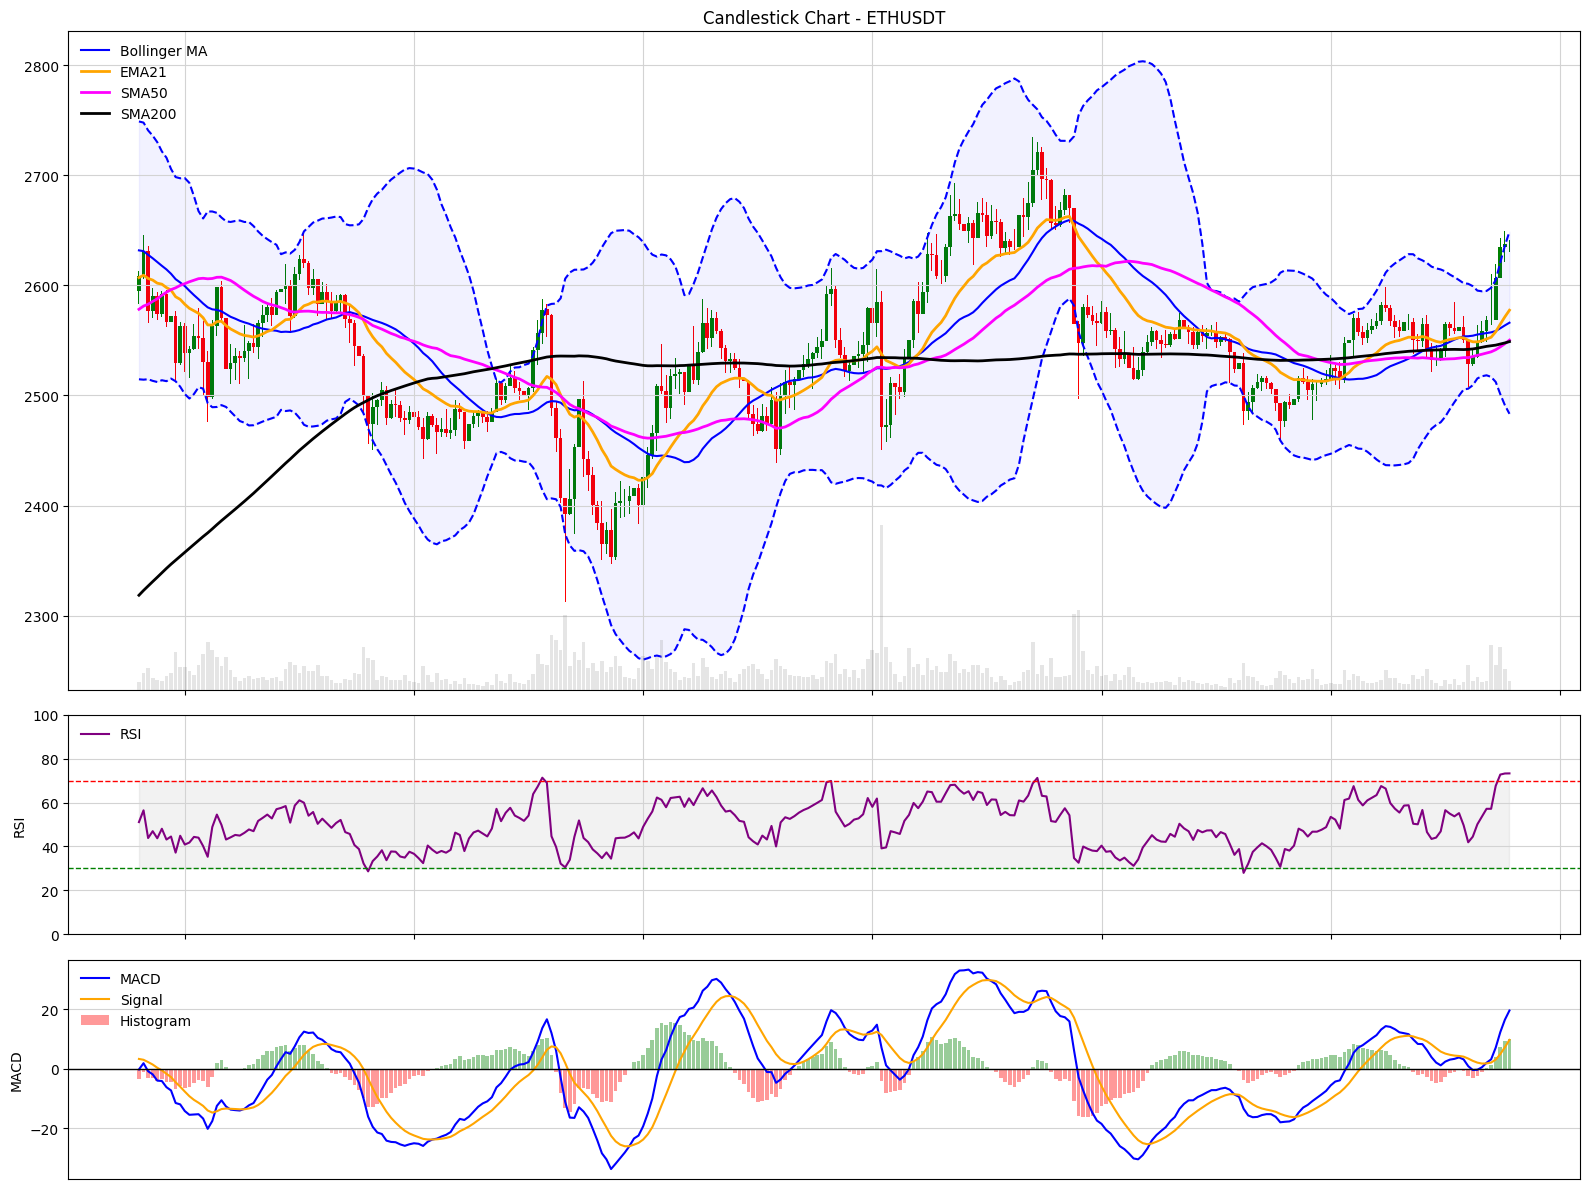 Candlestick Chart - ETHUSDT
Bollinger MA
EMA21
SMA50
SMA200
2800
2700
2600
2500
2400
2300
RSI
100
80
60
40
20
0
RSI
MACD
Signal
Histogram
20
0
−20
MACD